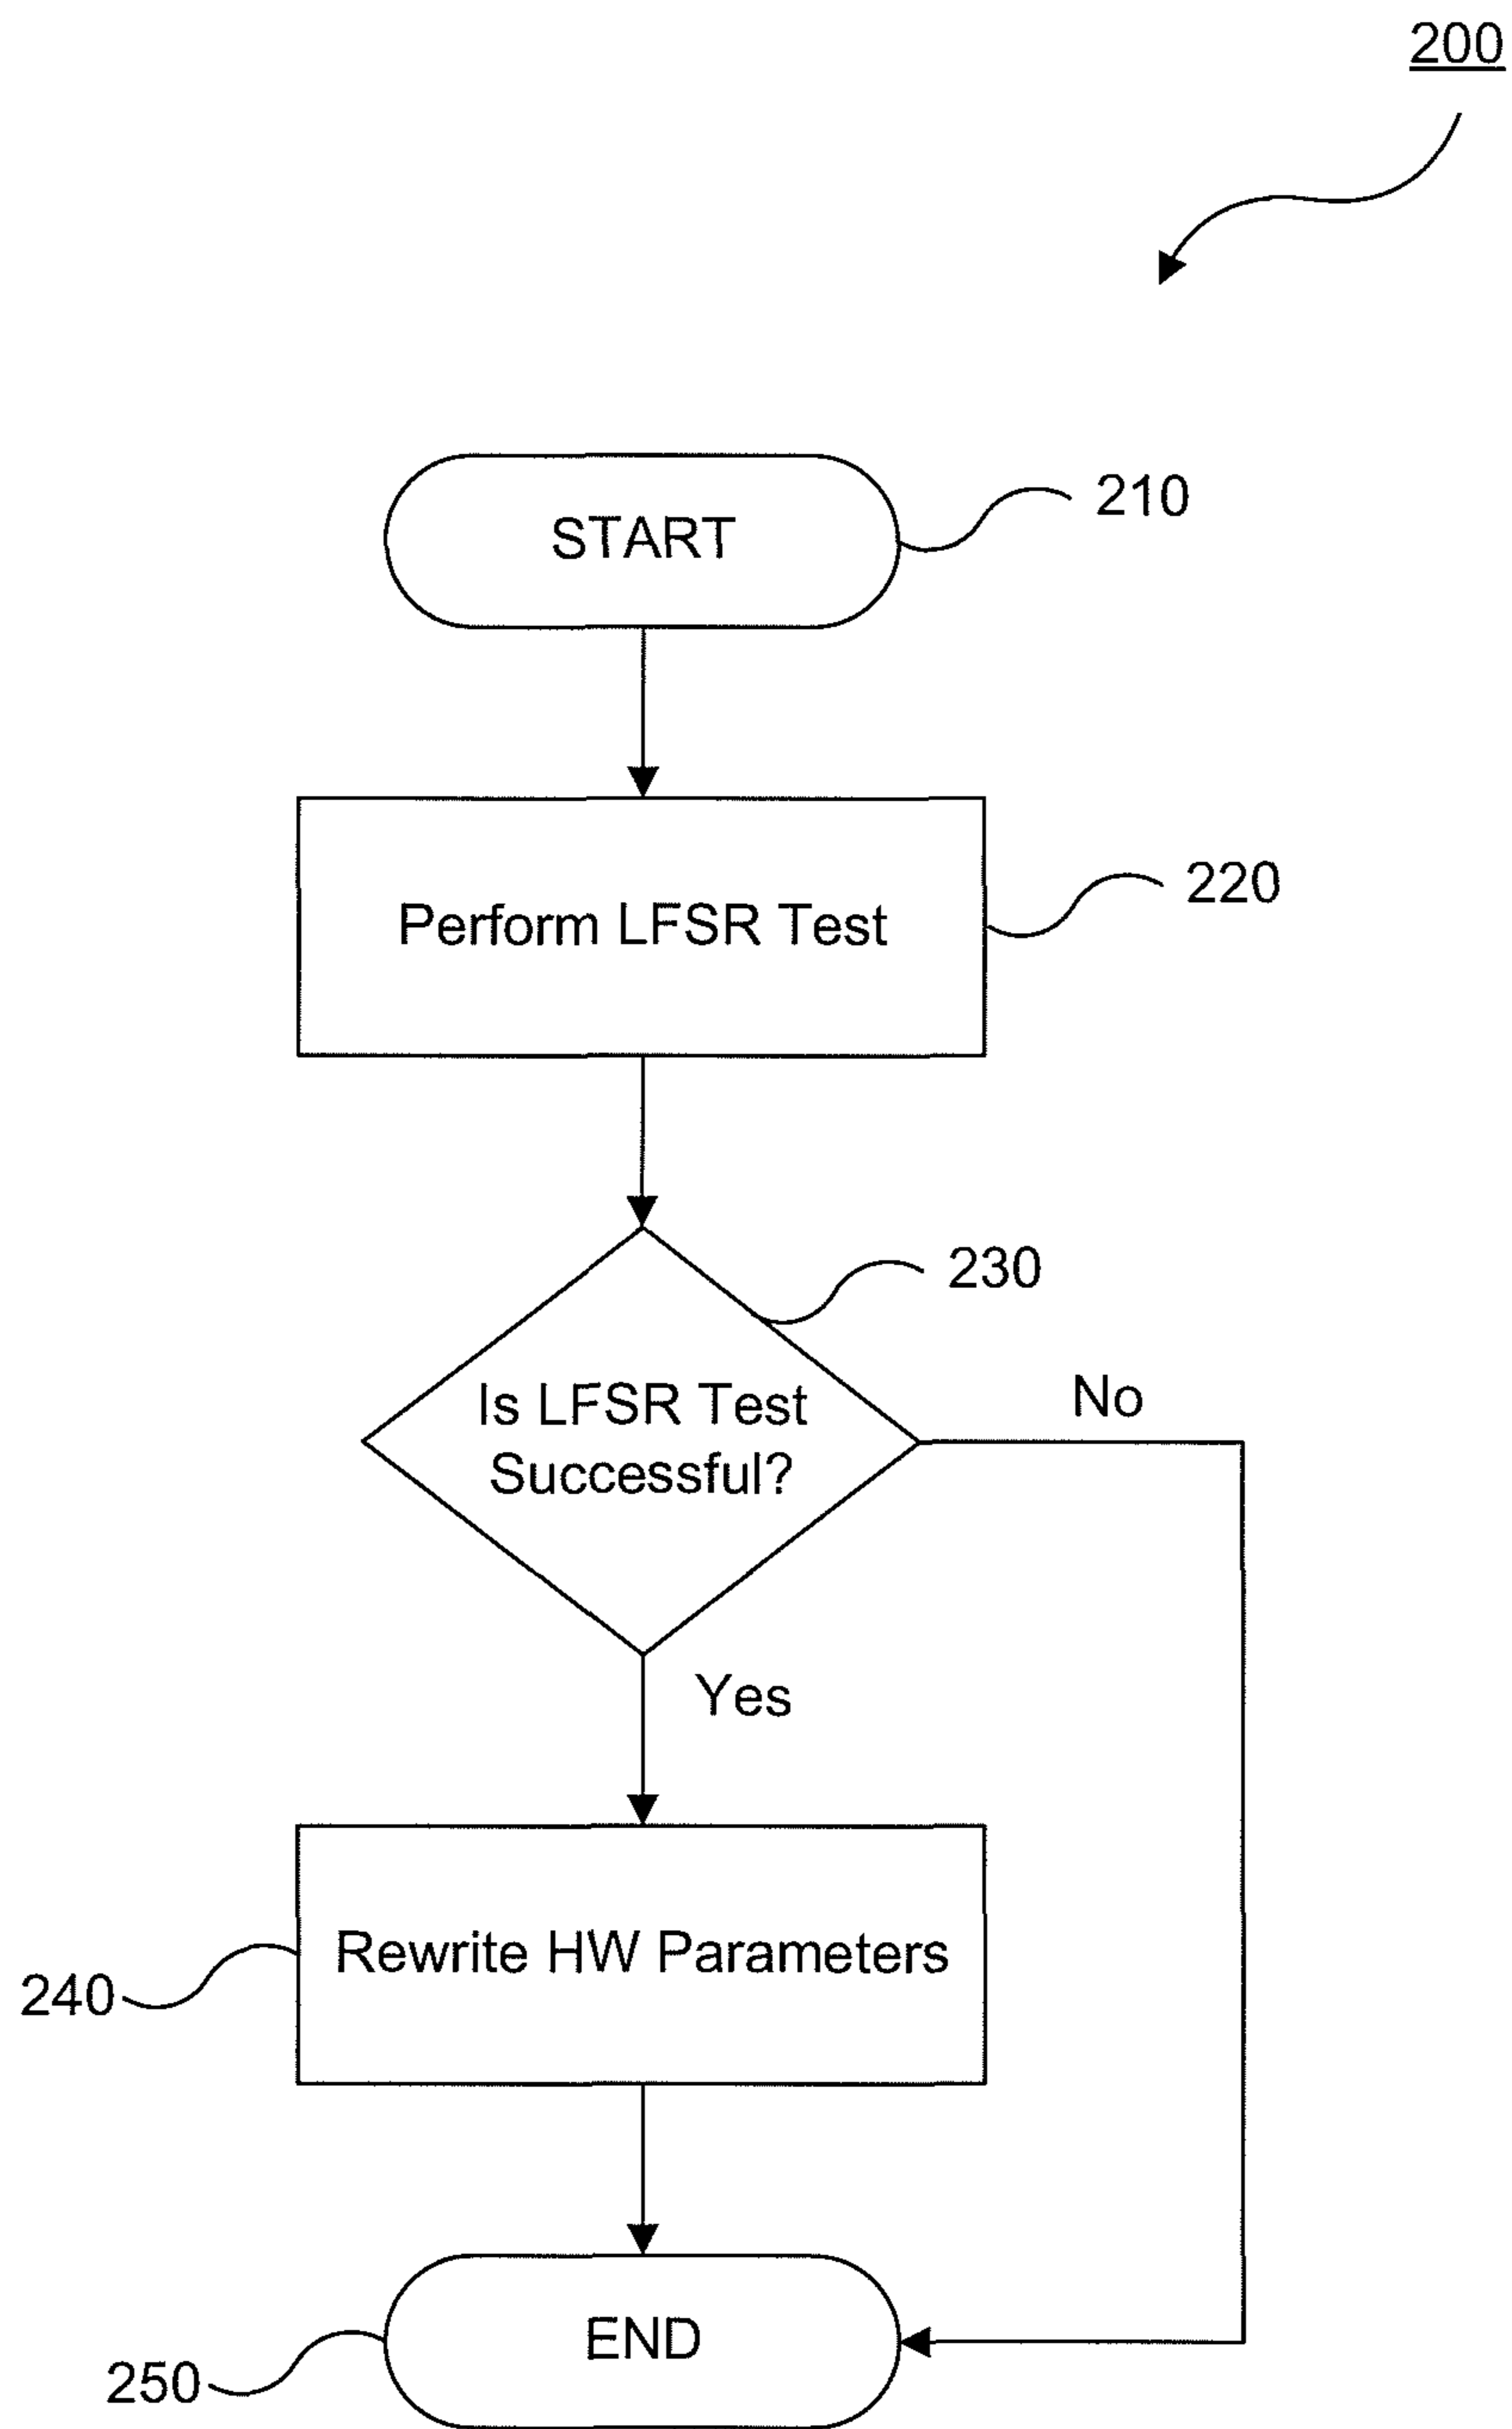 200
START
210
Perform LFSR Test
220
230
Is LFSR Test
Successful?
No
Yes
Rewrite HW Parameters
240
END
250